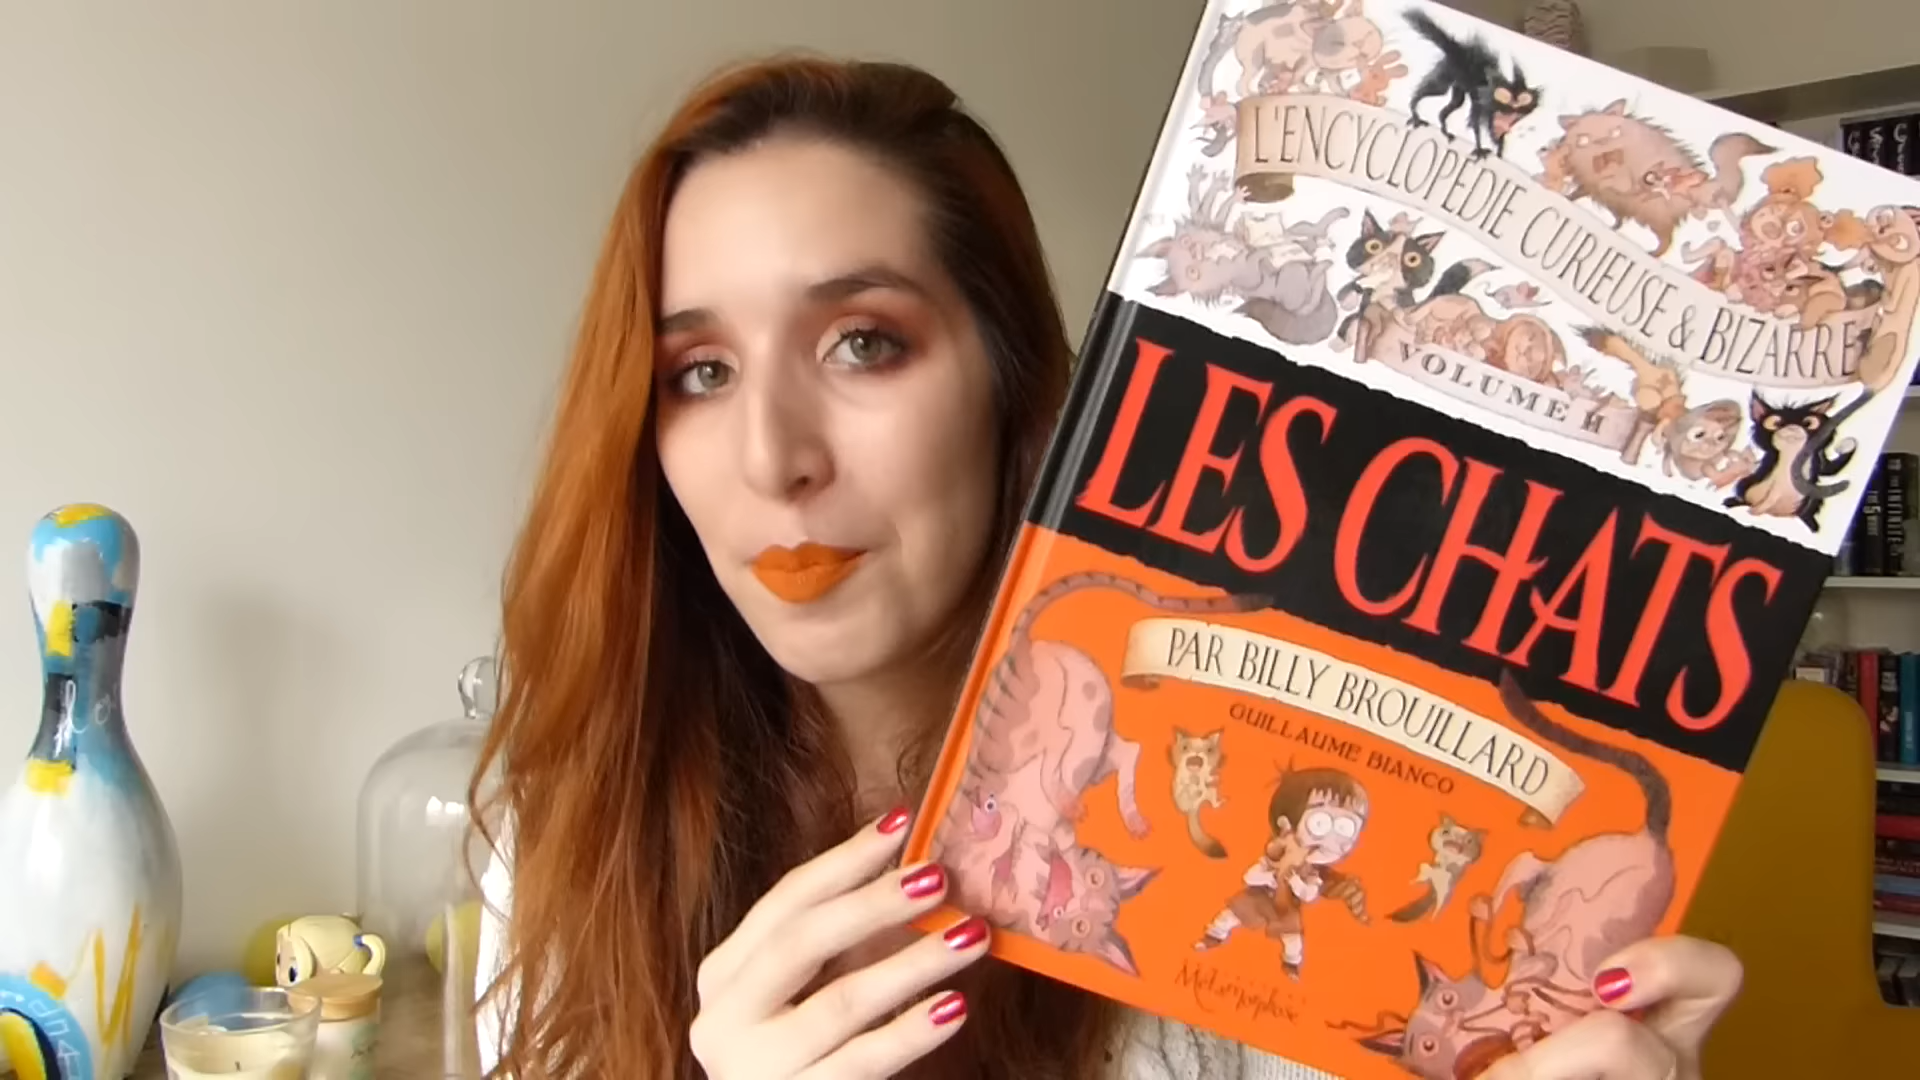 L'ENCYCLOPÉDIE CURIEUSE & BIZARRE
VOLUME II
LES CHATS
PAR BILLY BROUILLARD
GUILLAUME BIANCO
Métamorphose